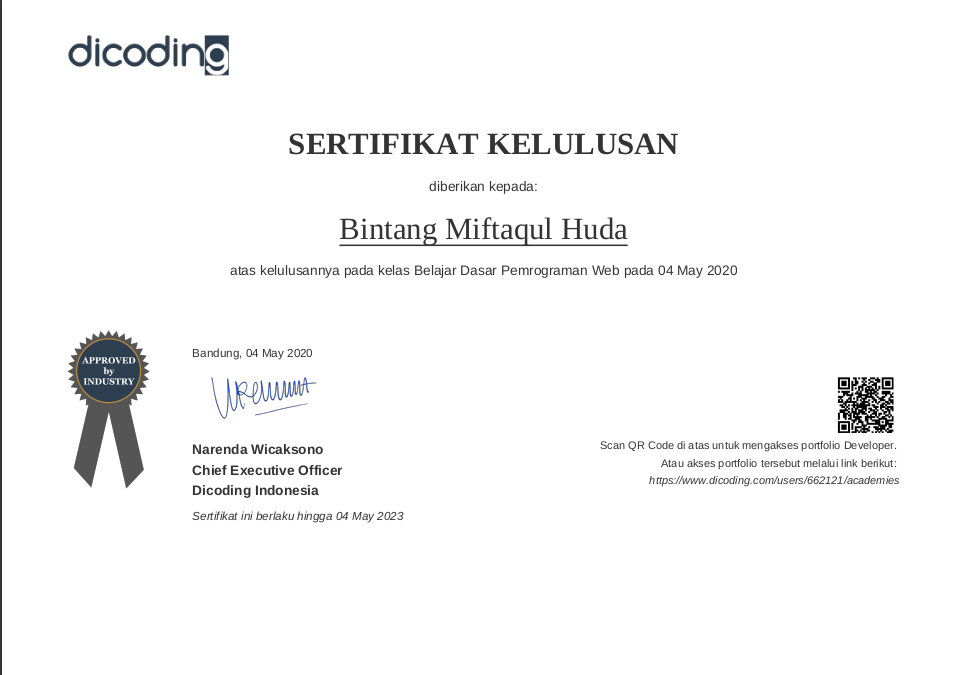 dicoding
SERTIFIKAT KELULUSAN
diberikan kepada:
Bintang Miftaqul Huda
atas kelulusannya pada kelas Belajar Dasar Pemrograman Web pada 04 May 2020
APPROVED
by
INDUSTRY
Bandung, 04 May 2020
Narenda Wicaksono
Chief Executive Officer
Dicoding Indonesia
Sertifikat ini berlaku hingga 04 May 2023
Scan QR Code di atas untuk mengakses portfolio Developer.
Atau akses portfolio tersebut melalui link berikut:
https://www.dicoding.com/users/662121/academies